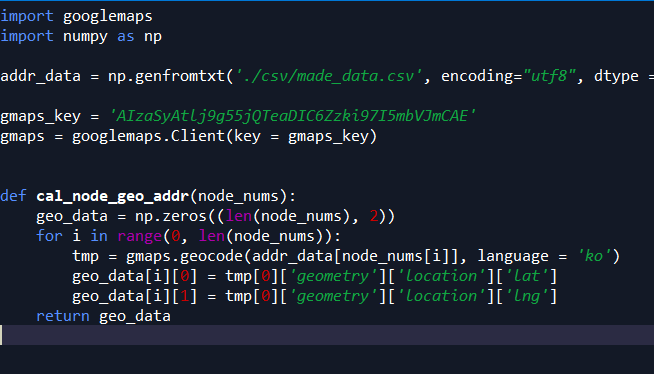 import googlemaps
import numpy as np
addr_data = np.genfromtxt('./csv/made_data.csv', encoding="utf8", dtype =
gmaps_key = 'AIzaSyAtlj9g55jQTeaDIC6Zzki97I5mbVJmCAE'
gmaps = googlemaps.Client(key = gmaps_key)
def cal_node_geo_addr(node_nums):
    geo_data = np.zeros((len(node_nums), 2))
    for i in range(0, len(node_nums)):
        tmp = gmaps.geocode(addr_data[node_nums[i]], language = 'ko')
        geo_data[i][0] = tmp[0]['geometry']['location']['lat']
        geo_data[i][1] = tmp[0]['geometry']['location']['lng']
    return geo_data